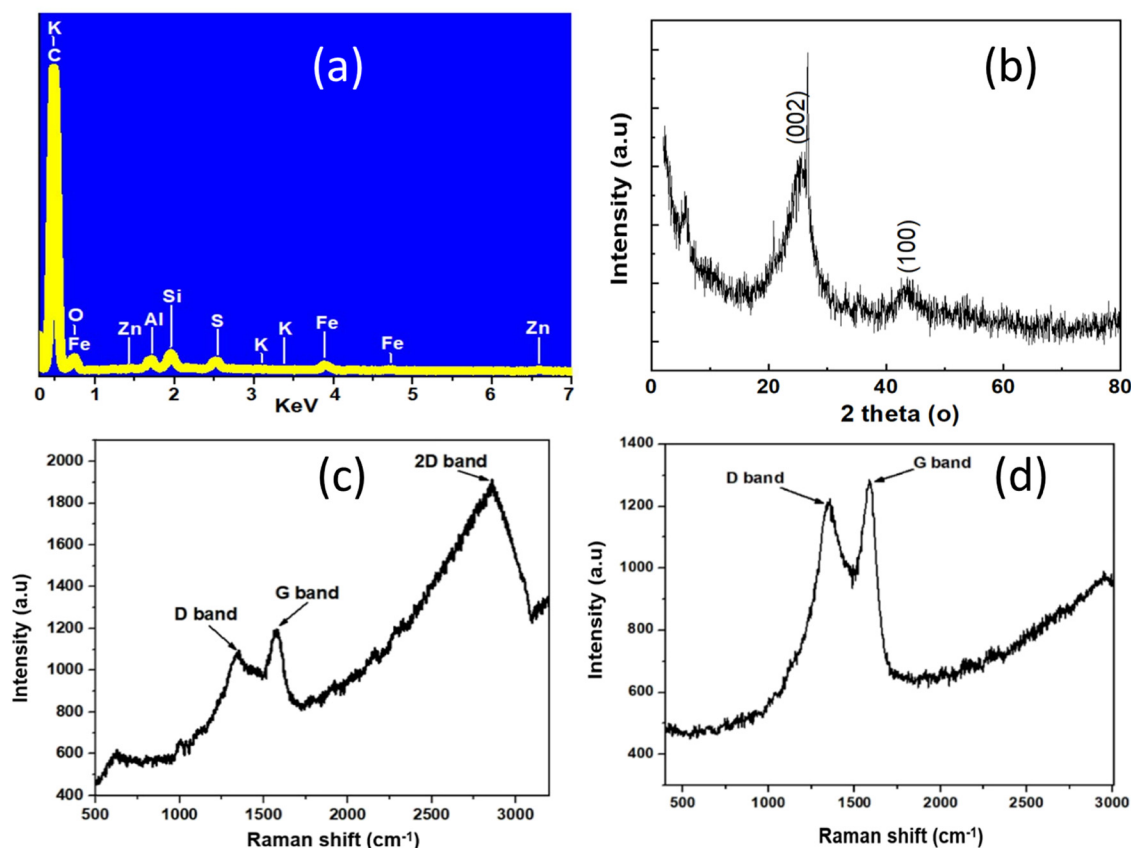 K
C
(a)
O
Fe
Zn
Al
Si
S
K
K
Fe
Fe
Zn
0 1 2 3 4 5 6 7
KeV
(b)
(002)
(100)
Intensity (a.u)
0 20 40 60 80
2 theta (o)
(c)
2D band
G band
D band
2000
1800
1600
1400
1200
1000
800
600
400
Intensity (a.u)
500 1000 1500 2000 2500 3000
Raman shift (cm⁻¹)
(d)
G band
D band
1400
1200
1000
800
600
400
Intensity (a.u)
500 1000 1500 2000 2500 3000
Raman shift (cm⁻¹)